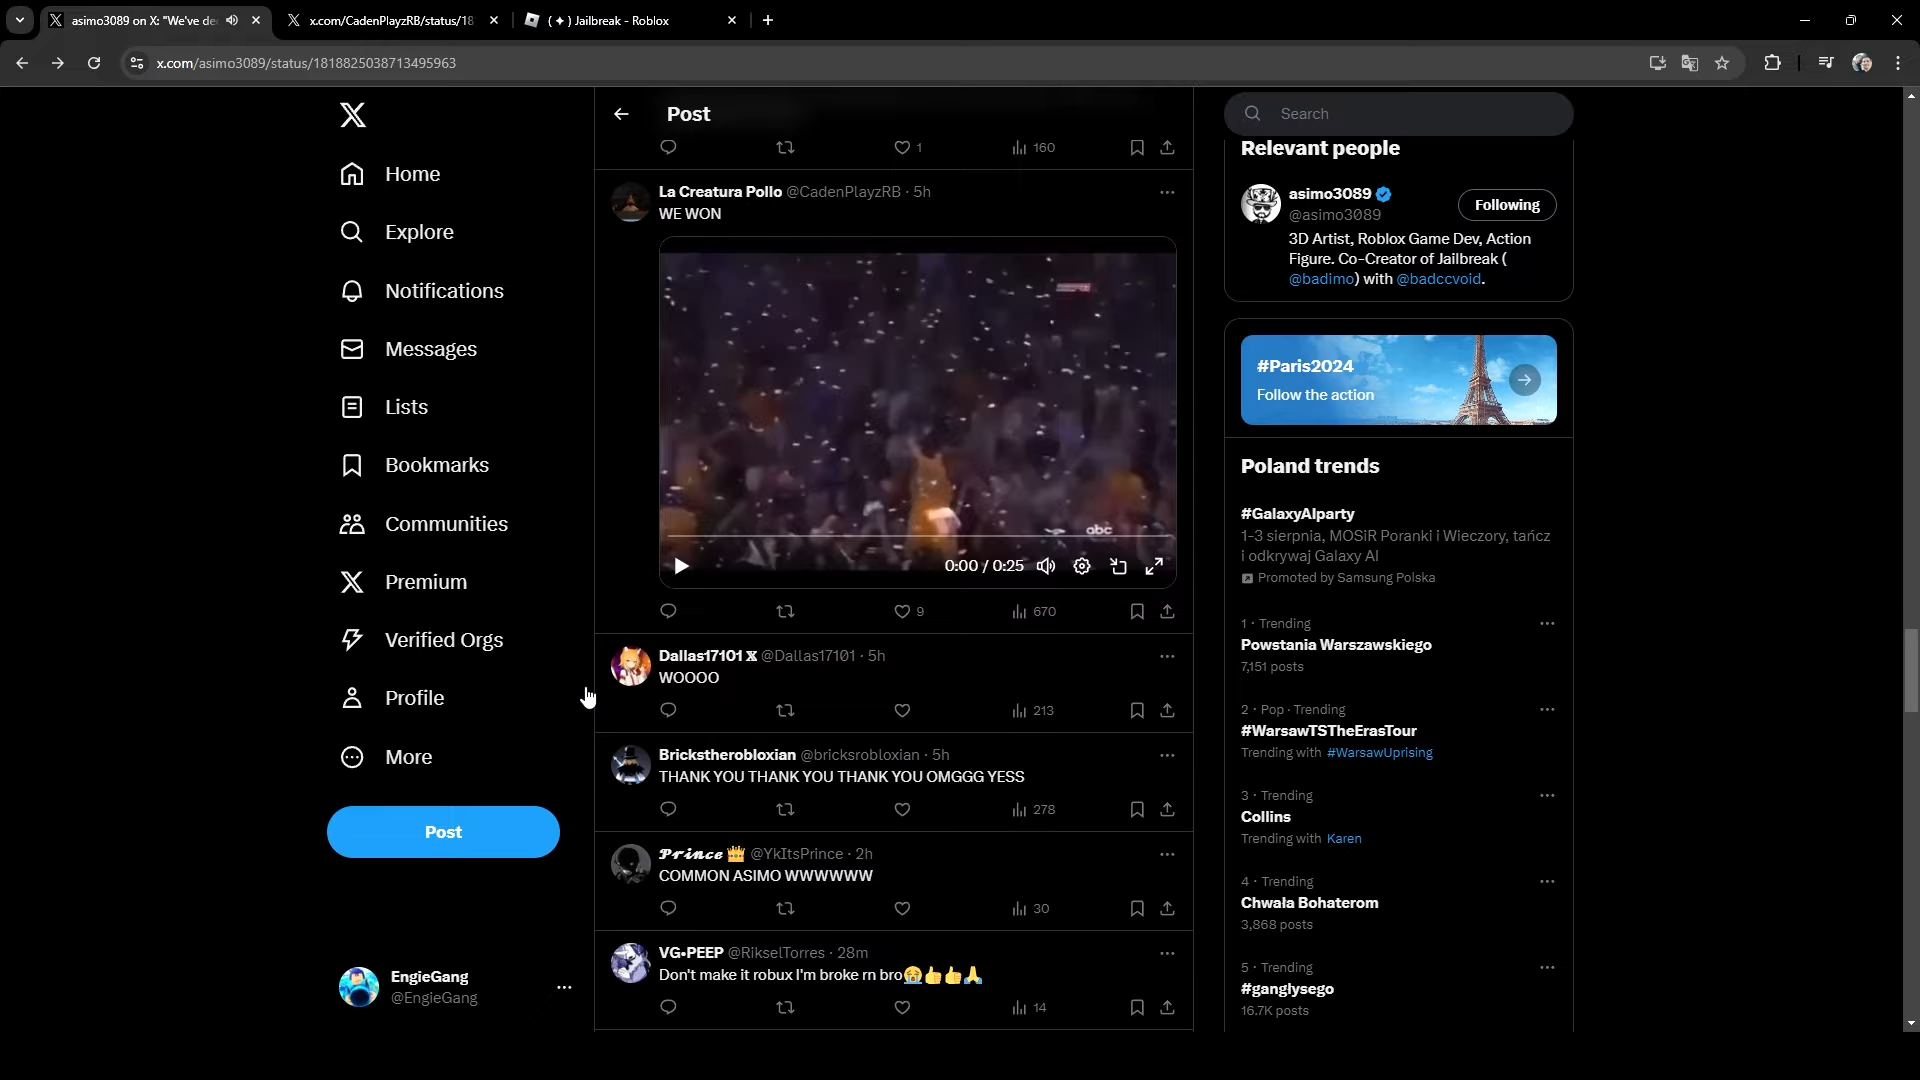 asimo3089 on X: "We've de
x.com/CadenPlayzRB/status/18
(✦) Jailbreak - Roblox
x.com/asimo3089/status/1818825038713495963
Home
Explore
Notifications
Messages
Lists
Bookmarks
Communities
Premium
Verified Orgs
Profile
More
Post
EngieGang
@EngieGang
Post
1
160
La Creatura Pollo @CadenPlayzRB · 5h
WE WON
abc
0:00 / 0:25
9
670
Dallas17101 𝕏 @Dallas17101 · 5h
WOOOO
213
Brickstherobloxian @bricksrobloxian · 5h
THANK YOU THANK YOU THANK YOU OMGGG YESS
278
𝓟𝓻𝓲𝓷𝓬𝓮 👑 @YkItsPrince · 2h
COMMON ASIMO WWWWWW
30
VG•PEEP @RikselTorres · 28m
Don't make it robux I'm broke rn bro😭👍👍🙏
14
Search
Relevant people
asimo3089
@asimo3089
Following
3D Artist, Roblox Game Dev, Action
Figure. Co-Creator of Jailbreak (
@badimo) with @badccvoid.
#Paris2024
Follow the action
Poland trends
#GalaxyAIparty
1-3 sierpnia, MOSiR Poranki i Wieczory, tańcz
i odkrywaj Galaxy AI
Promoted by Samsung Polska
1 · Trending
Powstania Warszawskiego
7,151 posts
2 · Pop · Trending
#WarsawTSTheErasTour
Trending with #WarsawUprising
3 · Trending
Collins
Trending with Karen
4 · Trending
Chwała Bohaterom
3,868 posts
5 · Trending
#ganglysego
16.7K posts